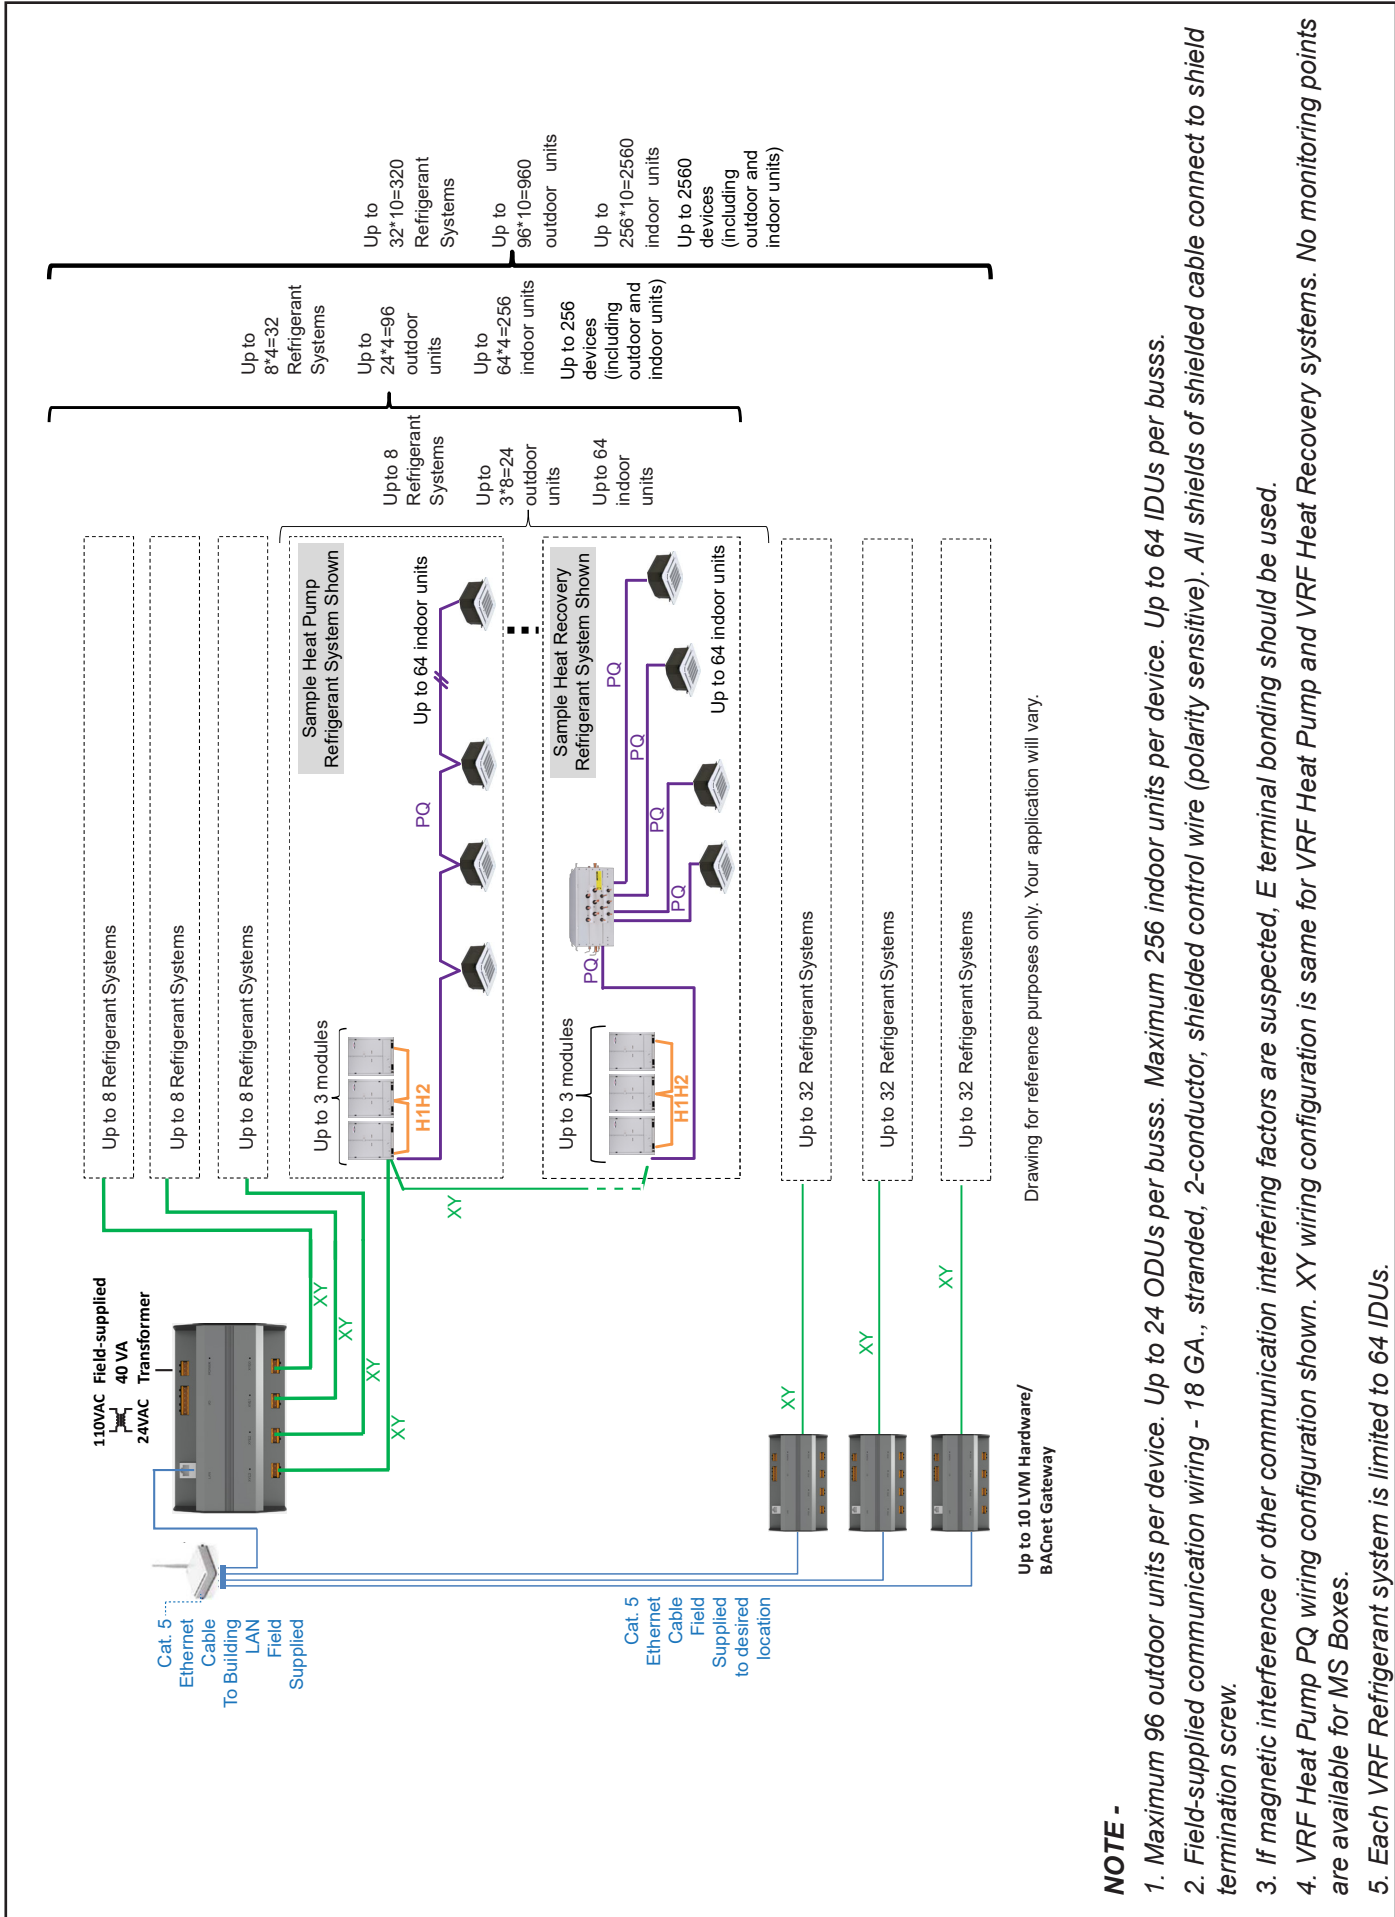 Cat. 5
Ethernet
Cable
To Building
LAN
Field
Supplied
110VAC
24VAC
Field-supplied
40 VA
Transformer
XY
XY
XY
XY
Up to 8 Refrigerant Systems
Up to 8 Refrigerant Systems
Up to 8 Refrigerant Systems
Up to 3 modules
H1H2
XY
PQ
Up to 64 indoor units
Sample Heat Pump
Refrigerant System Shown
Up to 3 modules
H1H2
PQ
PQ
PQ
PQ
PQ
Up to 64 indoor units
Sample Heat Recovery
Refrigerant System Shown
Up to 8
Refrigerant
Systems
Up to
3*8=24
outdoor
units
Up to 64
indoor
units
Up to
8*4=32
Refrigerant
Systems
Up to
24*4=96
outdoor
units
Up to
64*4=256
indoor units
Up to 256
devices
(including
outdoor and
indoor units)
Up to
32*10=320
Refrigerant
Systems
Up to
96*10=960
outdoor units
Up to
256*10=2560
indoor units
Up to 2560
devices
(including
outdoor and
indoor units)
Cat. 5
Ethernet
Cable
Field
Supplied
to desired
location
XY
XY
XY
Up to 32 Refrigerant Systems
Up to 32 Refrigerant Systems
Up to 32 Refrigerant Systems
Up to 10 LVM Hardware/
BACnet Gateway
Drawing for reference purposes only. Your application will vary.
NOTE -
1. Maximum 96 outdoor units per device. Up to 24 ODUs per busss. Maximum 256 indoor units per device. Up to 64 IDUs per busss.
2. Field-supplied communication wiring - 18 GA., stranded, 2-conductor, shielded control wire (polarity sensitive). All shields of shielded cable connect to shield
termination screw.
3. If magnetic interference or other communication interfering factors are suspected, E terminal bonding should be used.
4. VRF Heat Pump PQ wiring configuration shown. XY wiring configuration is same for VRF Heat Pump and VRF Heat Recovery systems. No monitoring points
are available for MS Boxes.
5. Each VRF Refrigerant system is limited to 64 IDUs.